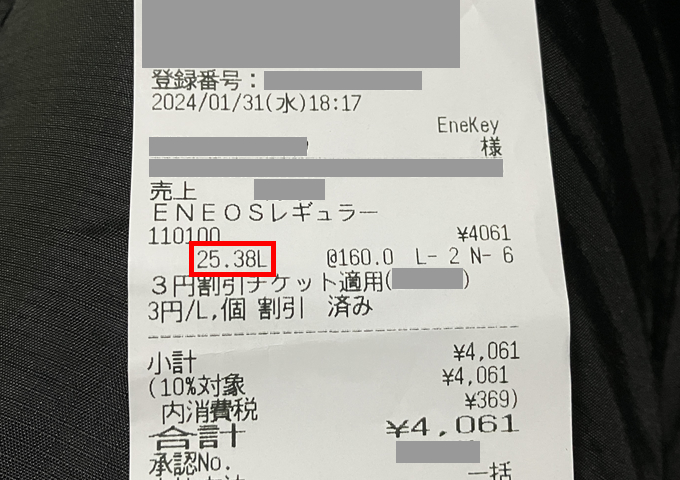 登録番号:
2024/01/31(水)18:17
EneKey
様
売上
ENEOSレギュラー
110100 ¥4061
25.38L @160.0 L- 2 N- 6
3円割引チケット適用( )
3円/L,個 割引 済み
小計 ¥4,061
(10%対象 ¥4,061
内消費税 ¥369)
合計 ¥4,061
承認No.
一括